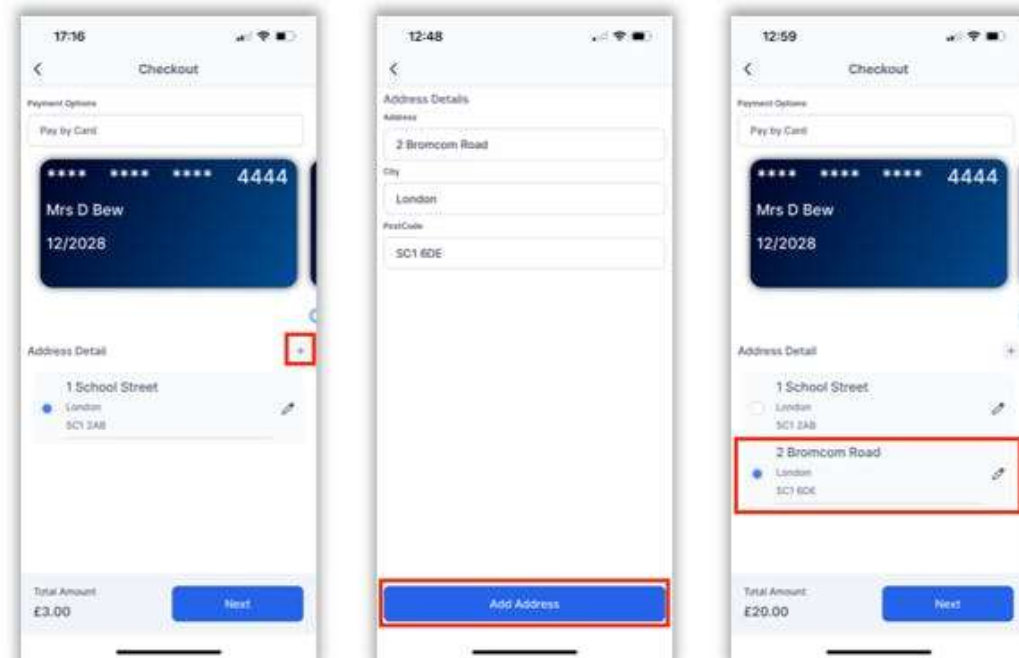 17:16
Checkout
Payment Options
Pay by Card
**** **** **** 4444
Mrs D Bew
12/2028
Address Detail
+
1 School Street
London
SC1 2AB
Total Amount
£3.00
Next
12:48
Address Details
Address
2 Bromcom Road
City
London
PostCode
SC1 6DE
Add Address
12:59
Checkout
Payment Options
Pay by Card
**** **** **** 4444
Mrs D Bew
12/2028
Address Detail
+
1 School Street
London
SC1 2AB
2 Bromcom Road
London
SC1 6DE
Total Amount
£20.00
Next